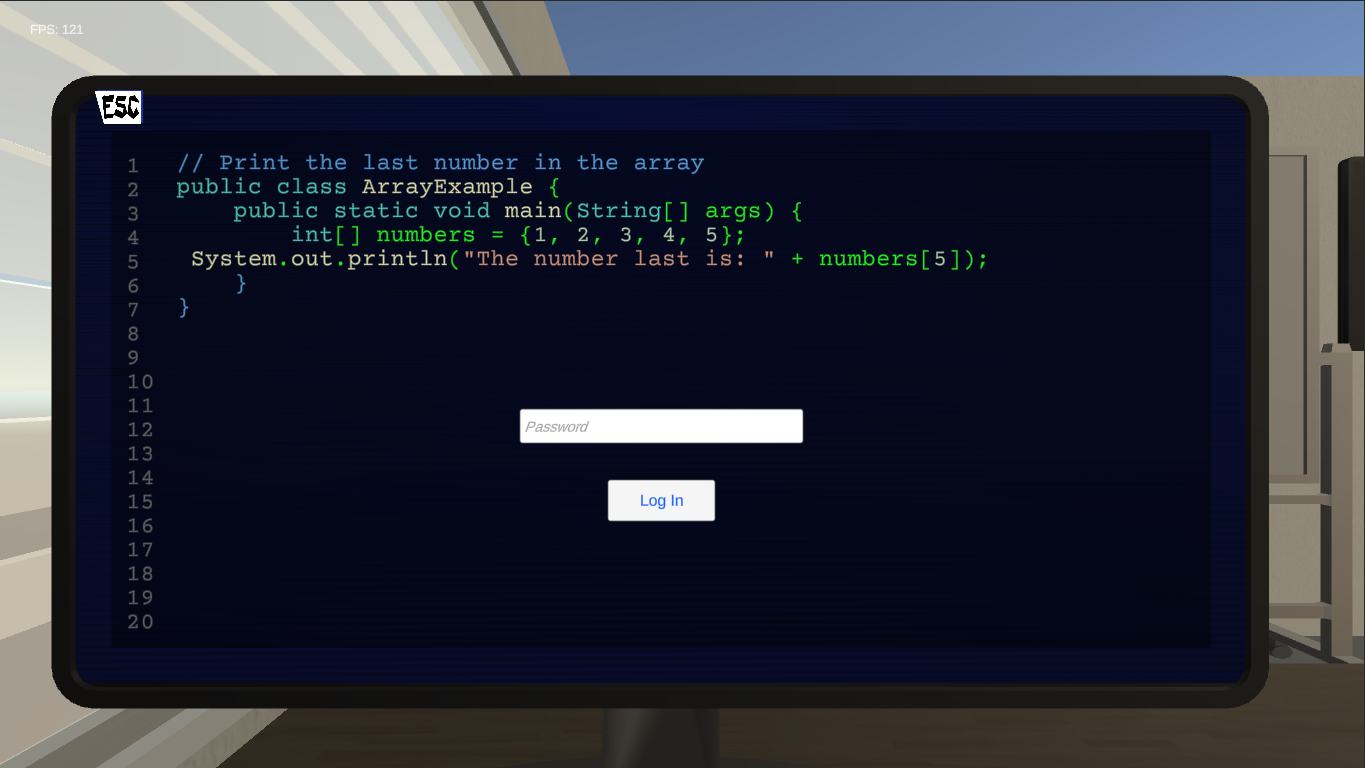 FPS: 121
ESC
1 // Print the last number in the array
2 public class ArrayExample {
3     public static void main(String[] args) {
4         int[] numbers = {1, 2, 3, 4, 5};
5  System.out.println("The number last is: " + numbers[5]);
6     }
7 }
8
9
10
11
12
Password
13
14
15
Log In
16
17
18
19
20